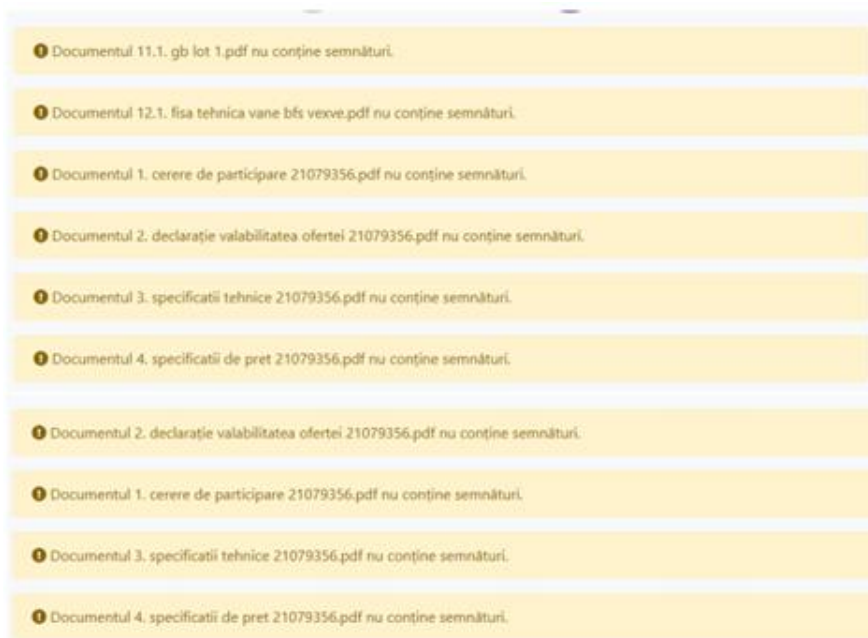 Documentul 11.1. gb lot 1.pdf nu conține semnături.
Documentul 12.1. fisa tehnica vane bfs vexve.pdf nu conține semnături.
Documentul 1. cerere de participare 21079356.pdf nu conține semnături.
Documentul 2. declarație valabilitatea ofertei 21079356.pdf nu conține semnături.
Documentul 3. specificatii tehnice 21079356.pdf nu conține semnături.
Documentul 4. specificatii de pret 21079356.pdf nu conține semnături.
Documentul 2. declarație valabilitatea ofertei 21079356.pdf nu conține semnături.
Documentul 1. cerere de participare 21079356.pdf nu conține semnături.
Documentul 3. specificatii tehnice 21079356.pdf nu conține semnături.
Documentul 4. specificatii de pret 21079356.pdf nu conține semnături.